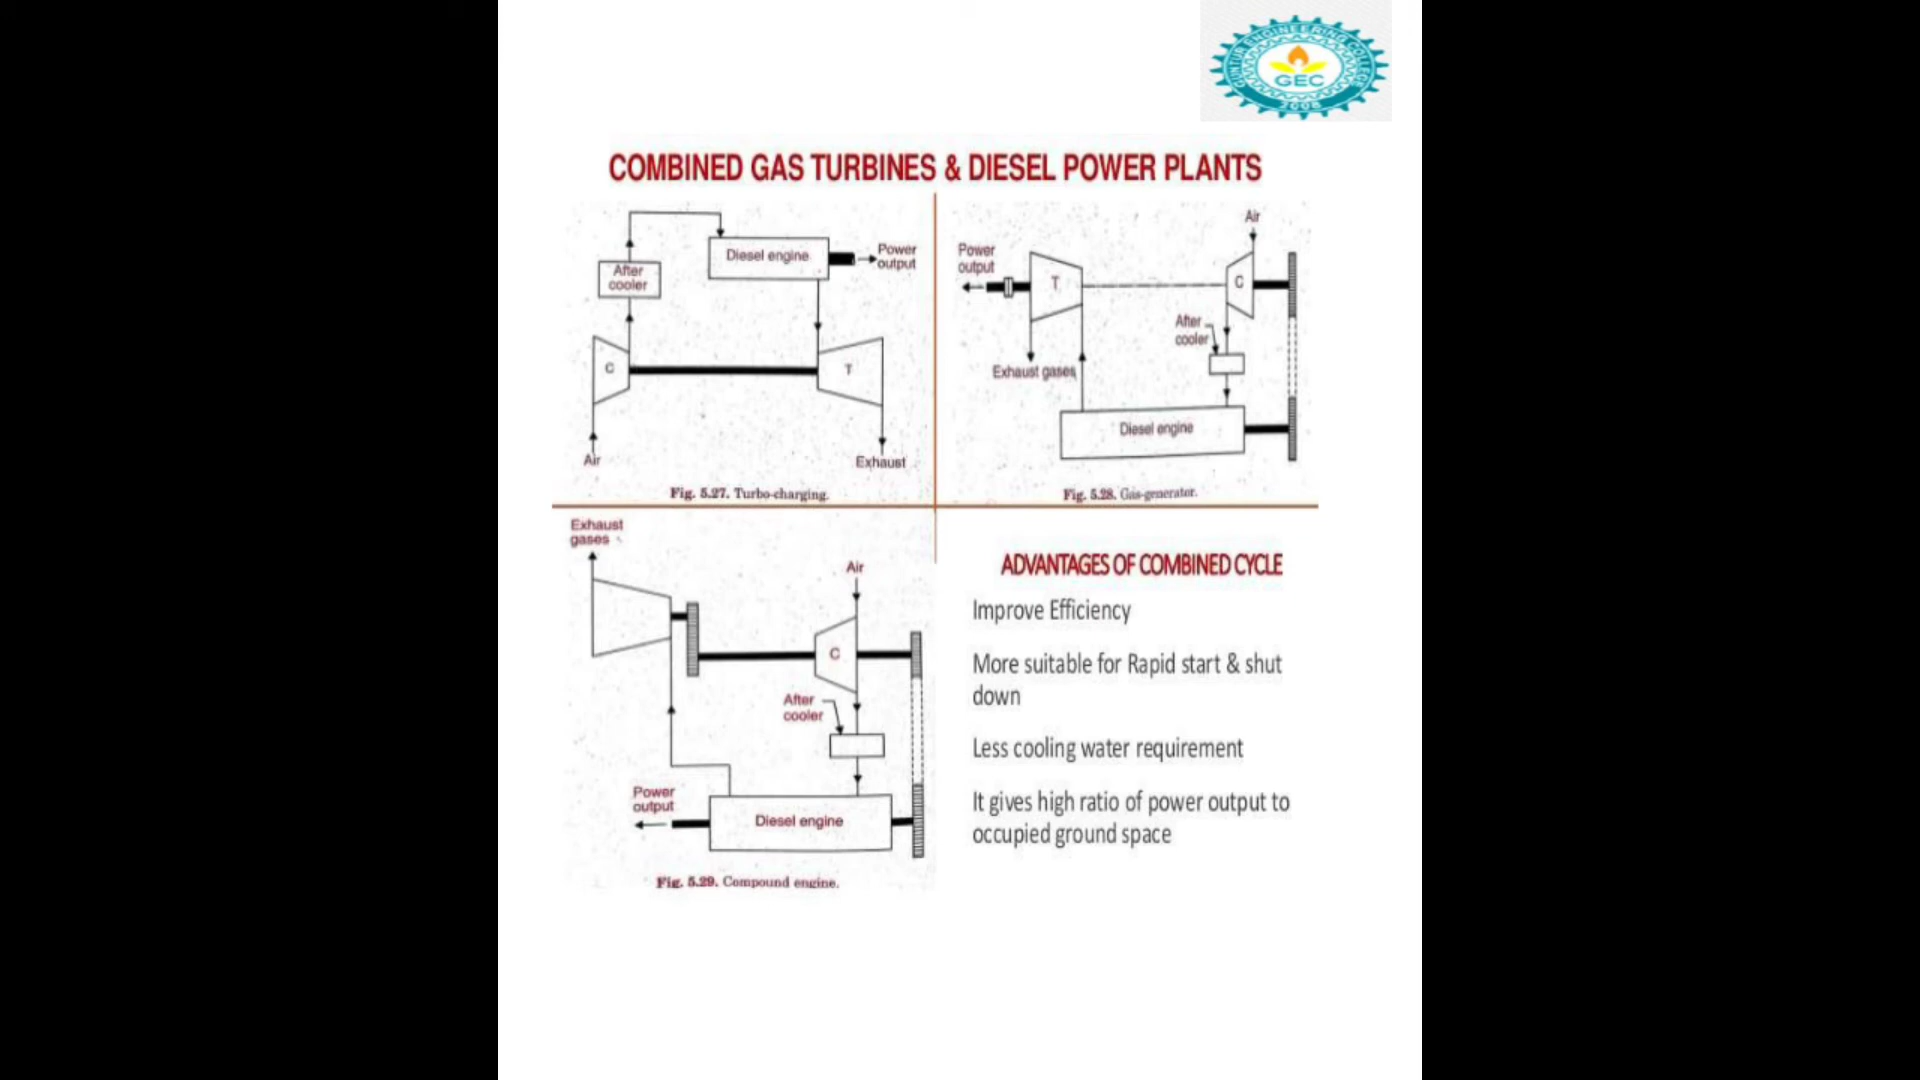 GUNTUR ENGINEERING COLLEGE
GEC
2008
COMBINED GAS TURBINES & DIESEL POWER PLANTS
After
cooler
Diesel engine
Power
output
C
T
Air
Exhaust
Fig. 5.27. Turbo-charging.
Air
Power
output
T
C
After
cooler
Exhaust gases
Diesel engine
Fig. 5.28. Gas-generator.
Exhaust
gases
Air
C
After
cooler
Power
output
Diesel engine
Fig. 5.29. Compound engine.
ADVANTAGES OF COMBINED CYCLE
Improve Efficiency
More suitable for Rapid start & shut
down
Less cooling water requirement
It gives high ratio of power output to
occupied ground space